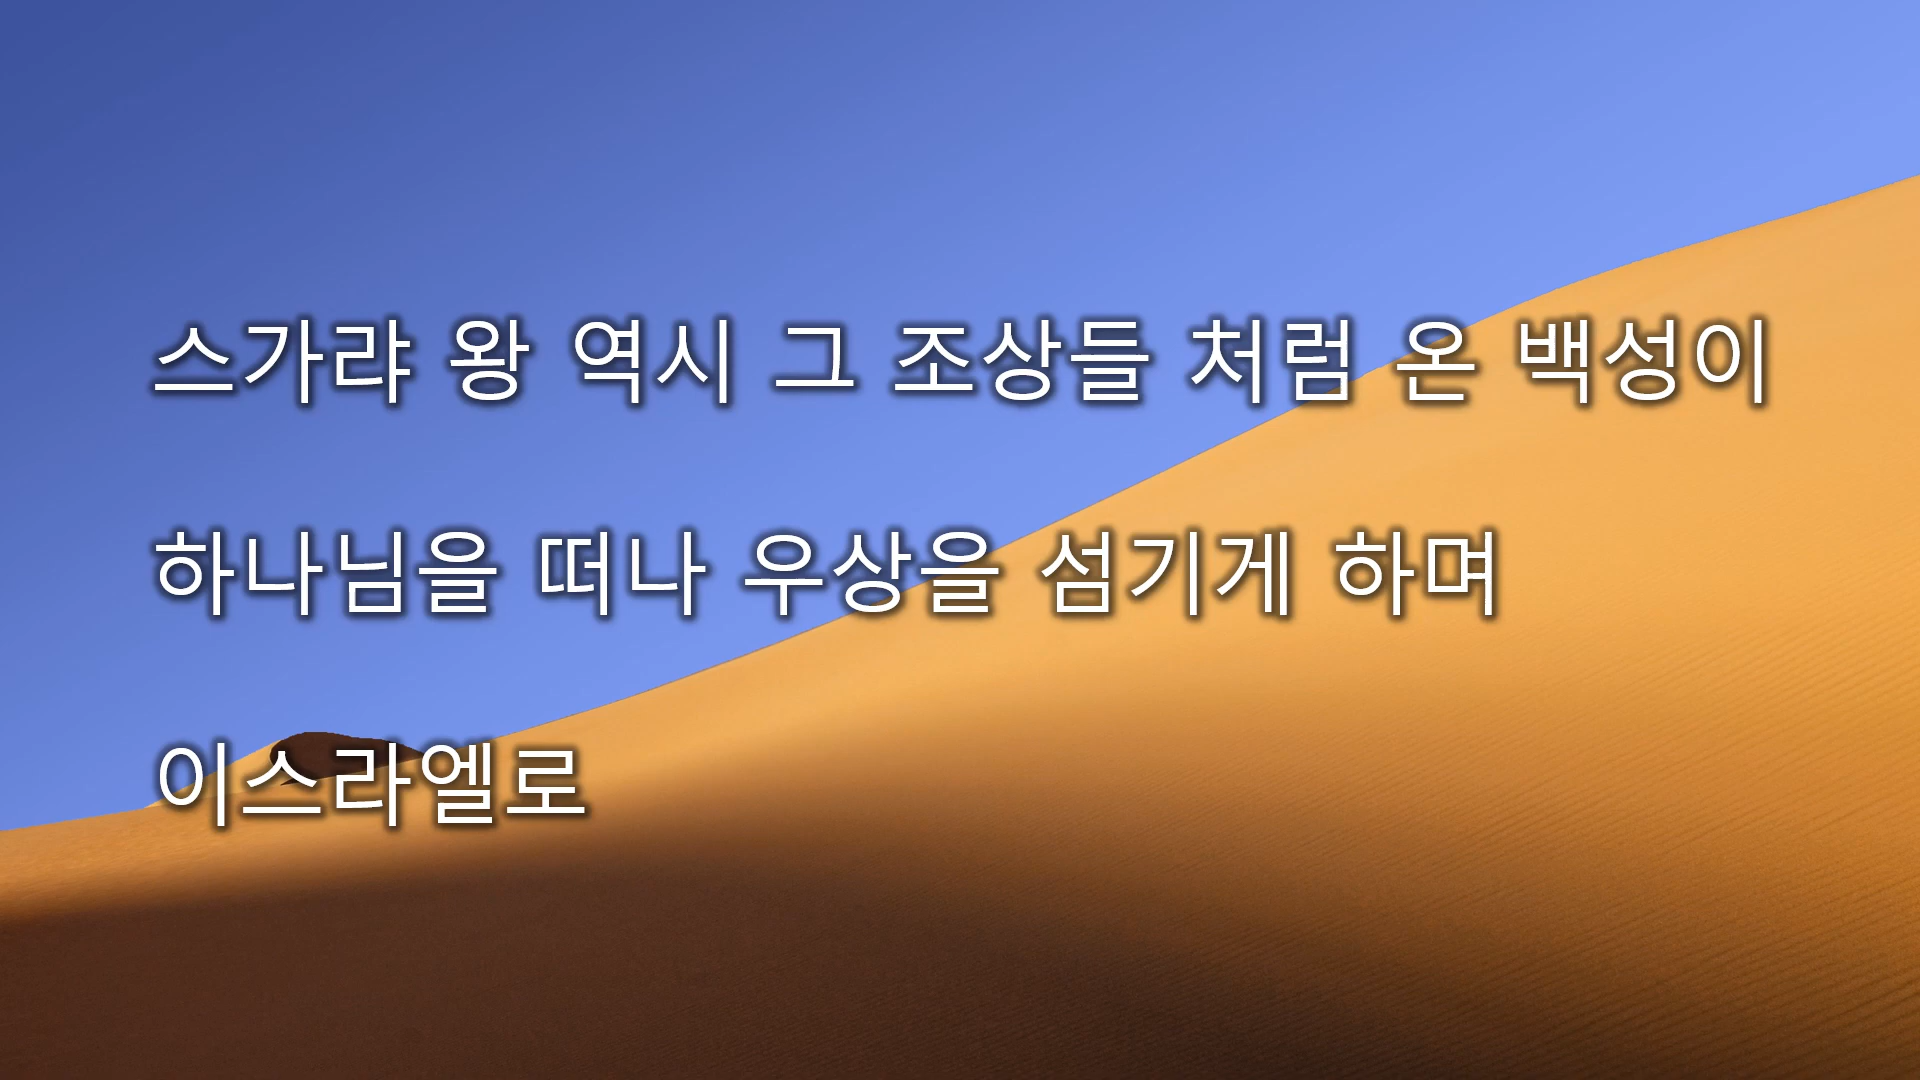 스가랴 왕 역시 그 조상들 처럼 온 백성이
하나님을 떠나 우상을 섬기게 하며
이스라엘로